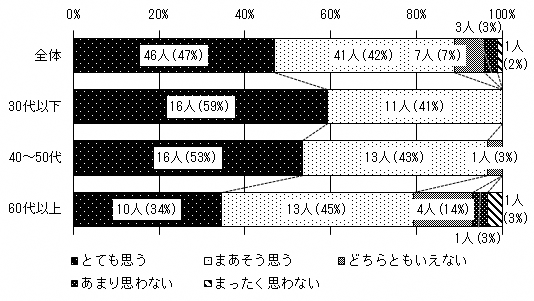 0% 20% 40% 60% 80% 100%
3人(3%)
全体 46人(47%) 41人(42%) 7人(7%) 1人(2%)
30代以下 16人(59%) 11人(41%)
40～50代 16人(53%) 13人(43%) 1人(3%)
60代以上 10人(34%) 13人(45%) 4人(14%) 1人(3%)
1人(3%)
とても思う まあそう思う どちらともいえない
あまり思わない まったく思わない